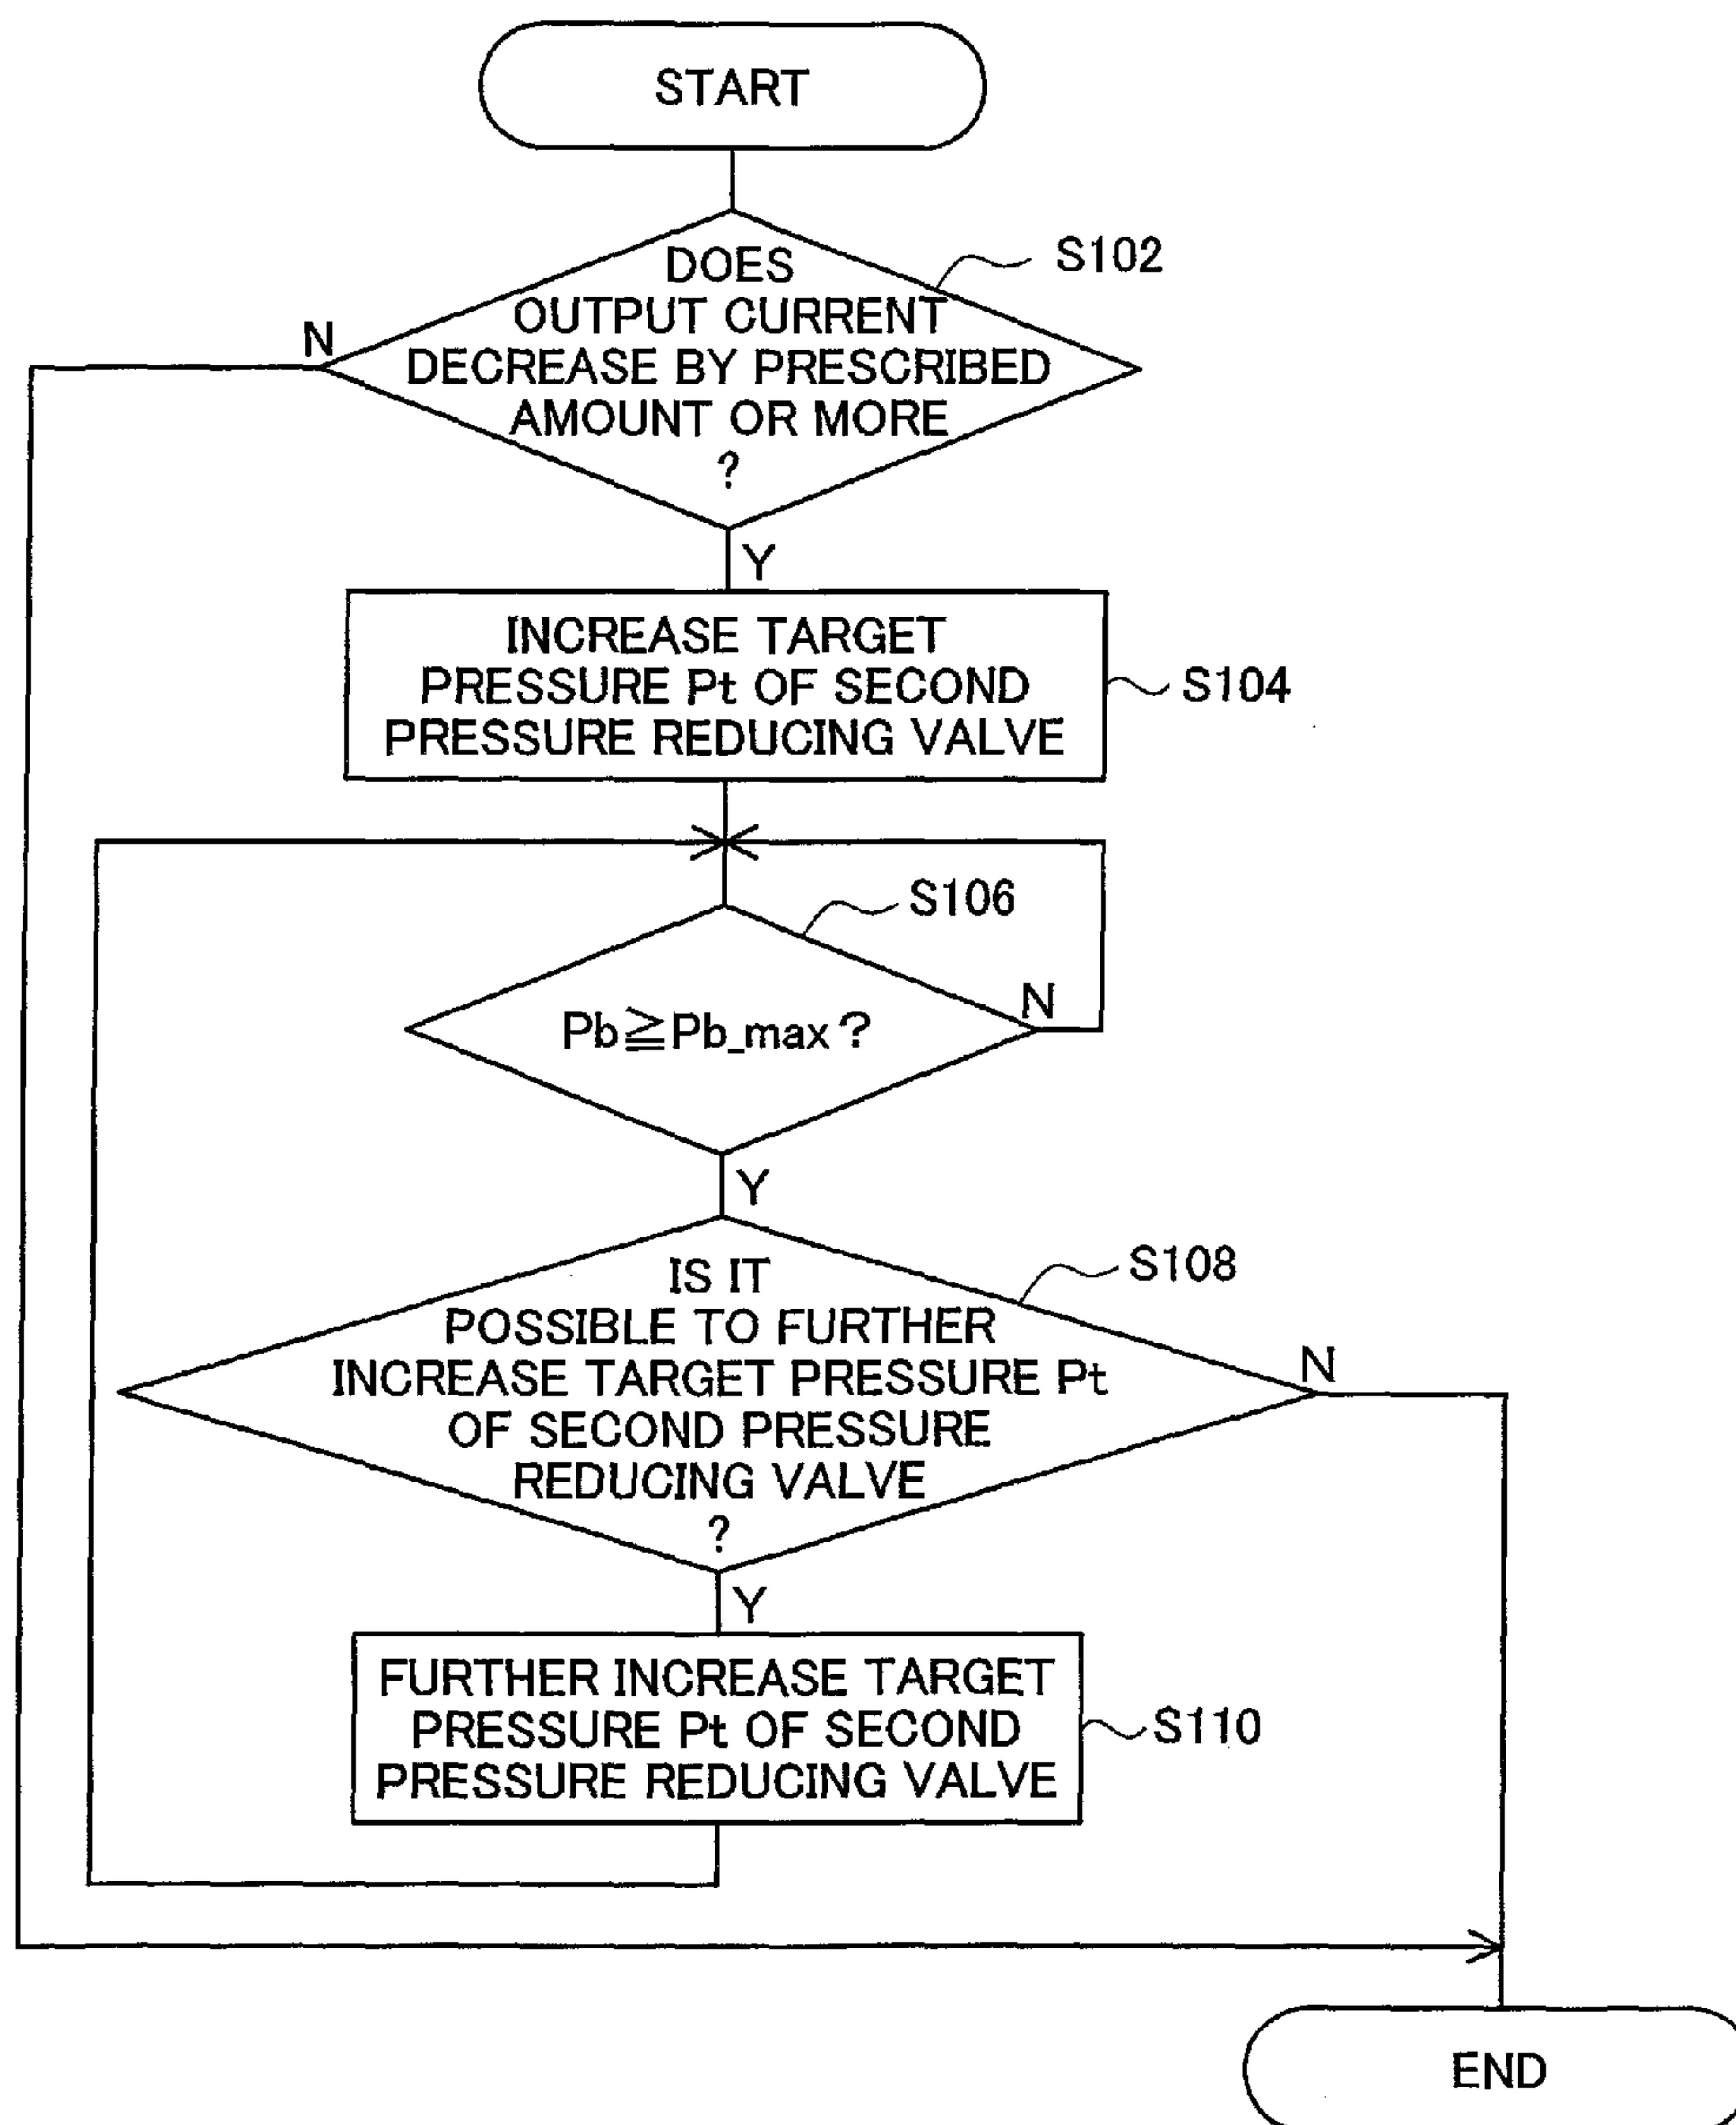 START
DOES
OUTPUT CURRENT
DECREASE BY PRESCRIBED
AMOUNT OR MORE
?
S102
N
Y
INCREASE TARGET
PRESSURE Pt OF SECOND
PRESSURE REDUCING VALVE
S104
S106
Pb≧Pb_max?
N
Y
IS IT
POSSIBLE TO FURTHER
INCREASE TARGET PRESSURE Pt
OF SECOND PRESSURE
REDUCING VALVE
?
S108
N
Y
FURTHER INCREASE TARGET
PRESSURE Pt OF SECOND
PRESSURE REDUCING VALVE
S110
END